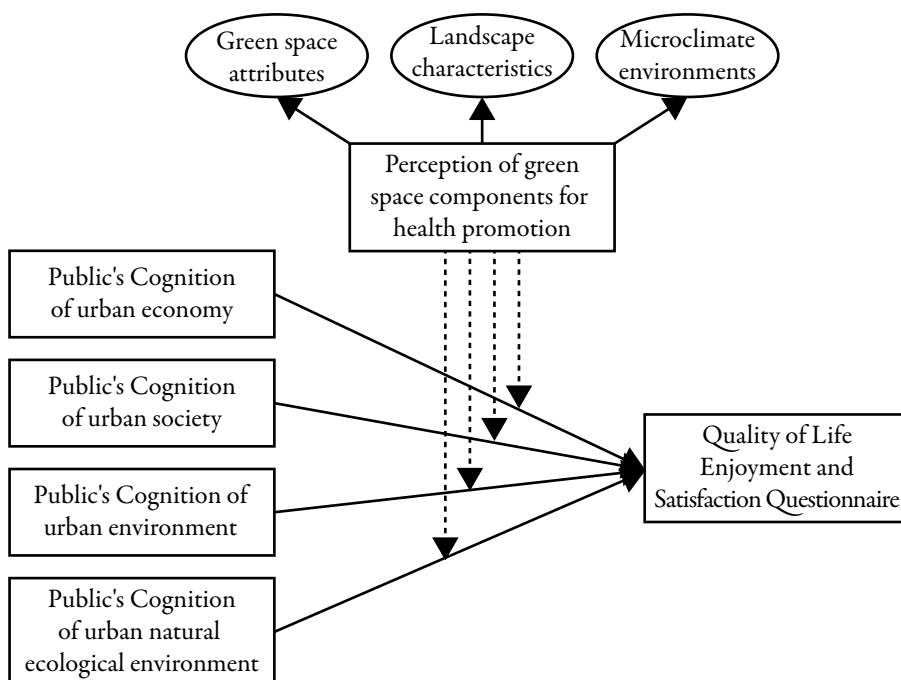 Green space
attributes
Landscape
characteristics
Microclimate
environments
Perception of green
space components for
health promotion
Public's Cognition
of urban economy
Public's Cognition
of urban society
Public's Cognition of
urban environment
Public's Cognition
of urban natural
ecological environment
Quality of Life
Enjoyment and
Satisfaction Questionnaire